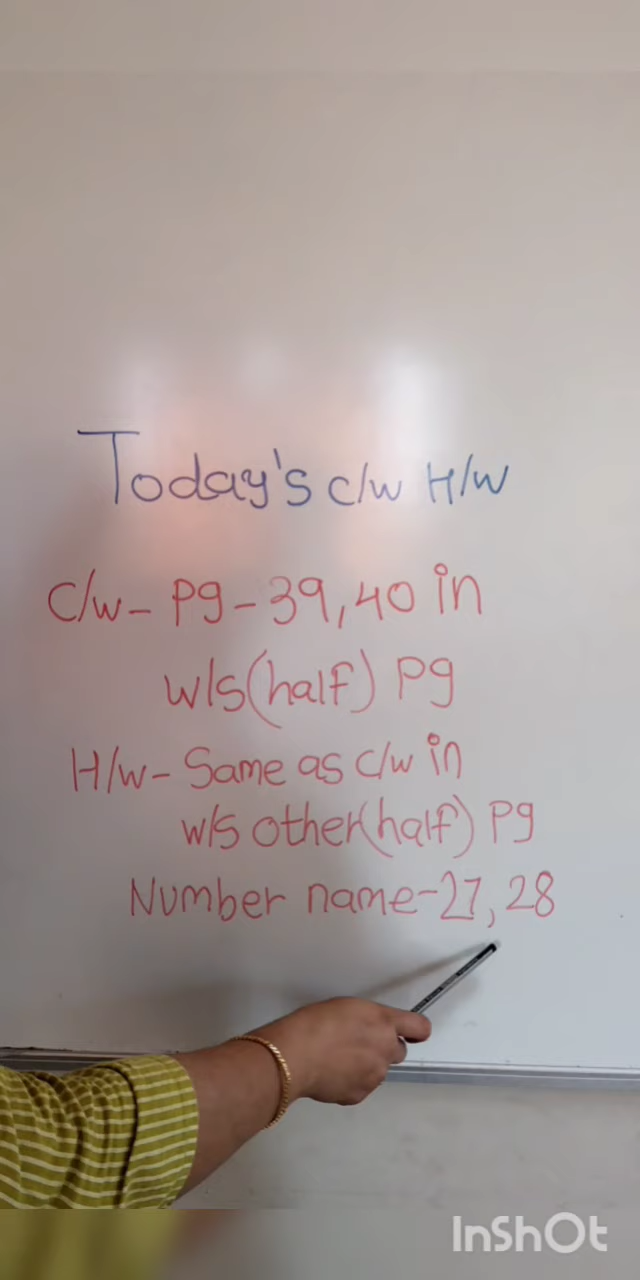 Today's c/w H/w
C/w- Pg-39,40 in
w/s(half) Pg
H/w- Same as c/w in
w/s other(half) Pg
Number name-27, 28
InShOt